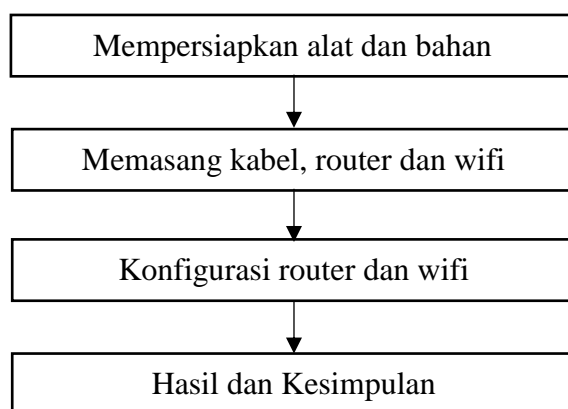 Mempersiapkan alat dan bahan
Memasang kabel, router dan wifi
Konfigurasi router dan wifi
Hasil dan Kesimpulan